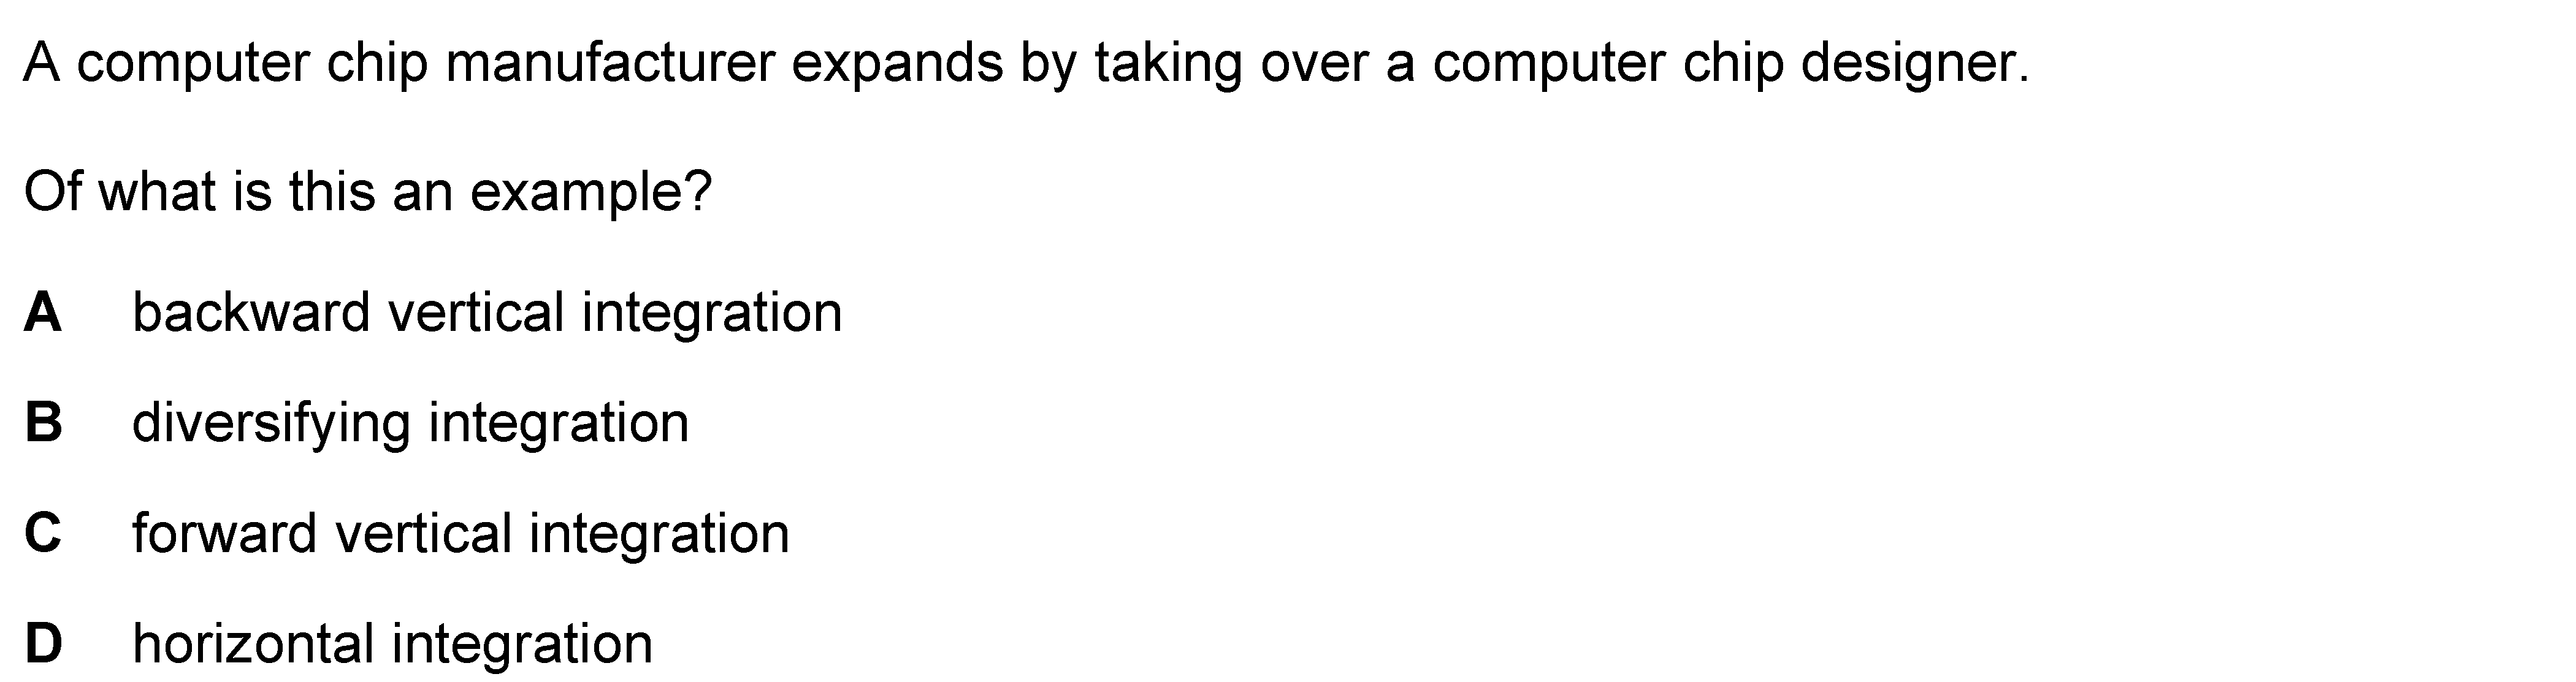 A computer chip manufacturer expands by taking over a computer chip designer.
Of what is this an example?
A backward vertical integration
B diversifying integration
C forward vertical integration
D horizontal integration